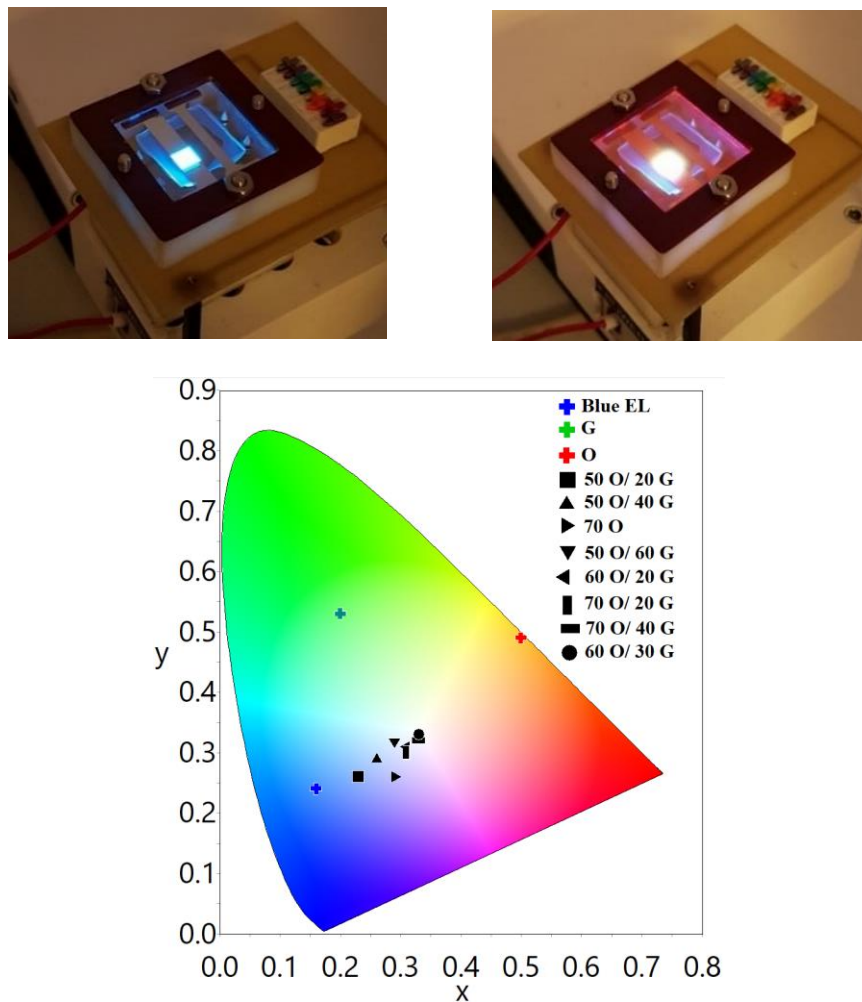 0.9
0.8
0.7
0.6
0.5
0.4
0.3
0.2
0.1
0.0
y
0.0 0.1 0.2 0.3 0.4 0.5 0.6 0.7 0.8
x
Blue EL
G
O
50 O/ 20 G
50 O/ 40 G
70 O
50 O/ 60 G
60 O/ 20 G
70 O/ 20 G
70 O/ 40 G
60 O/ 30 G